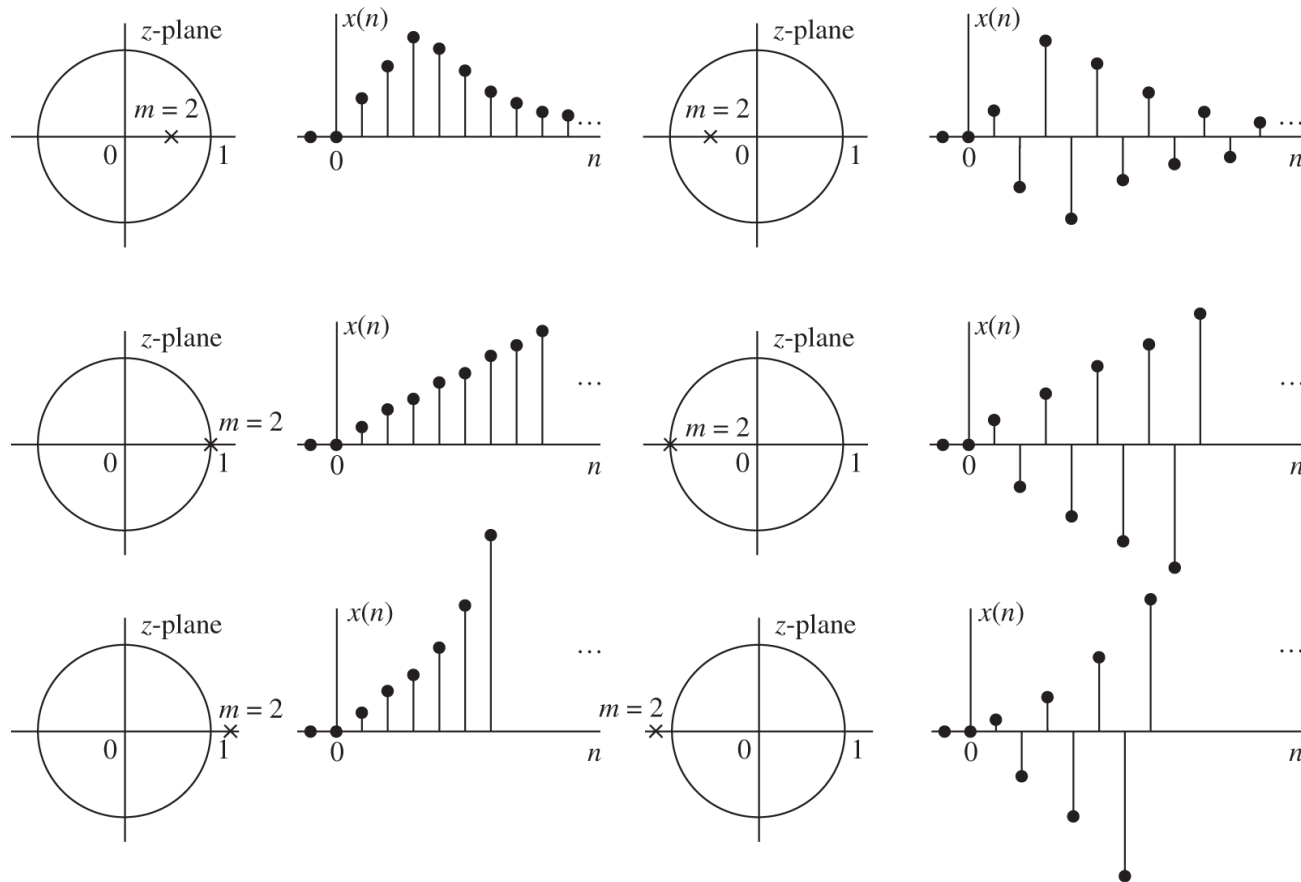 z-plane
x(n)
m = 2
0
1
0
n
...
z-plane
x(n)
m = 2
0
1
0
n
...
z-plane
x(n)
m = 2
0
1
0
n
...
z-plane
x(n)
m = 2
0
1
0
n
...
z-plane
x(n)
m = 2
0
1
0
n
...
z-plane
x(n)
m = 2
0
1
0
n
...